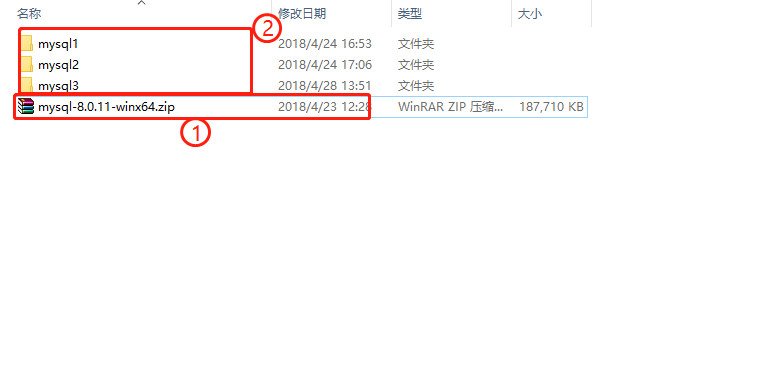 名称 修改日期 类型 大小
②
mysql1 2018/4/24 16:53 文件夹
mysql2 2018/4/24 17:06 文件夹
mysql3 2018/4/28 13:51 文件夹
mysql-8.0.11-winx64.zip 2018/4/23 12:28 WinRAR ZIP 压缩... 187,710 KB
①